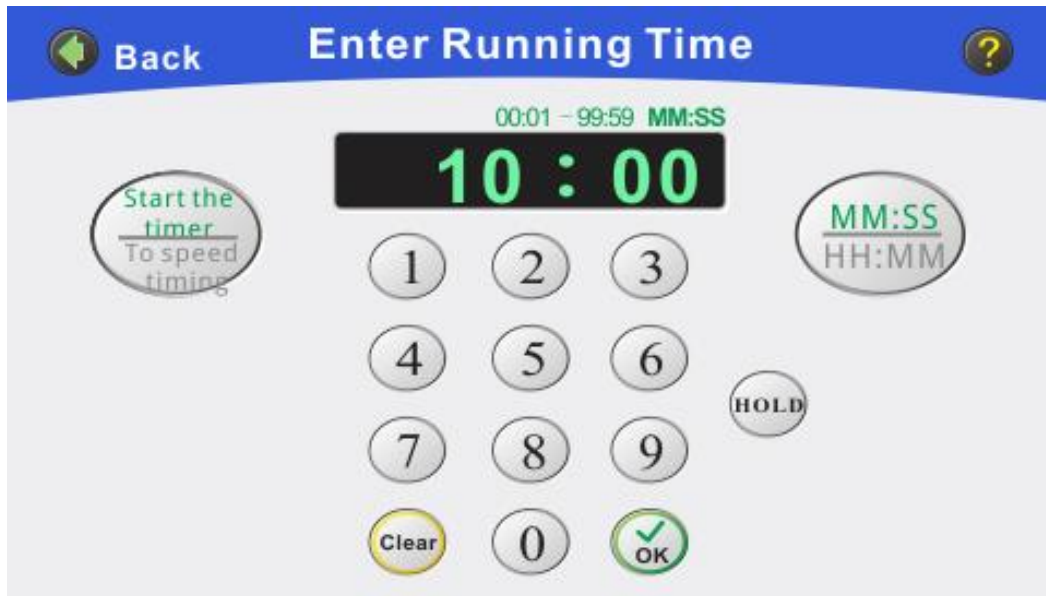 Back
Enter Running Time
?
00:01 - 99:59 MM:SS
10 : 00
Start the
timer
To speed
timing
MM:SS
HH:MM
1 2 3
4 5 6
HOLD
7 8 9
Clear 0 OK